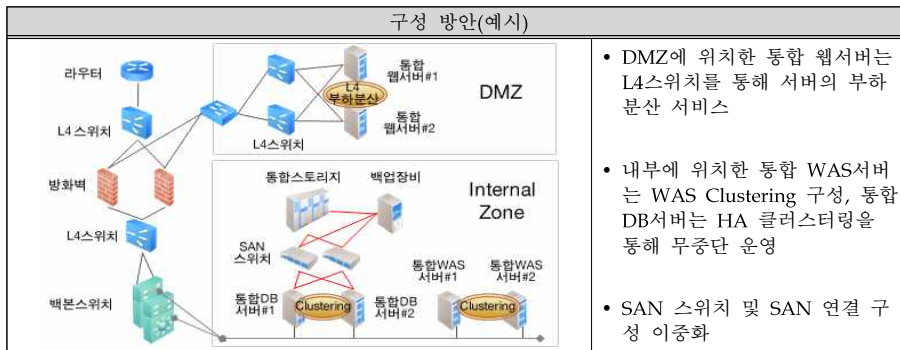 구성 방안(예시)
라우터
L4 스위치
방화벽
L4스위치
백본스위치
L4스위치
통합
웹서버#1
L4
부하분산
통합
웹서버#2
DMZ
통합스토리지
백업장비
Internal
Zone
SAN
스위치
통합DB
서버#1
Clustering
통합DB
서버#2
통합WAS
서버#1
Clustering
통합WAS
서버#2
• DMZ에 위치한 통합 웹서버는
L4스위치를 통해 서버의 부하
분산 서비스
• 내부에 위치한 통합 WAS서버
는 WAS Clustering 구성, 통합
DB서버는 HA 클러스터링을
통해 무중단 운영
• SAN 스위치 및 SAN 연결 구
성 이중화